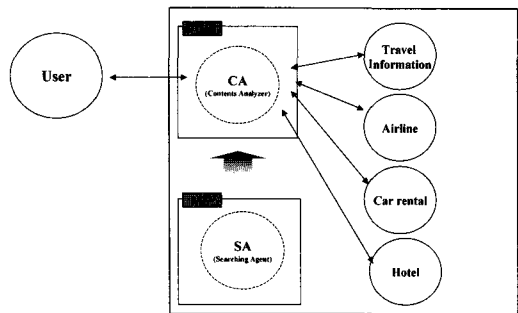 User
CA
(Contents Analyzer)
Travel
Information
Airline
Car rental
SA
(Searching Agent)
Hotel